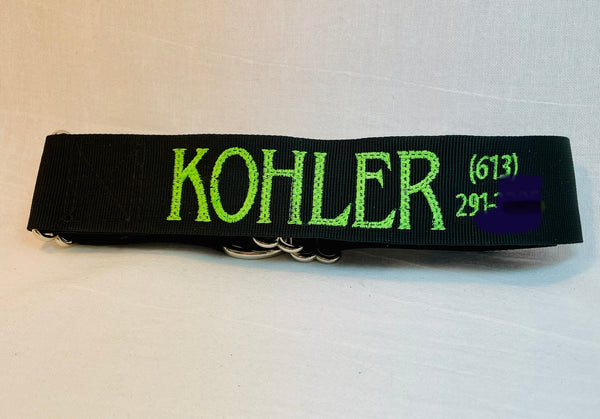 KOHLER
(613)
291-